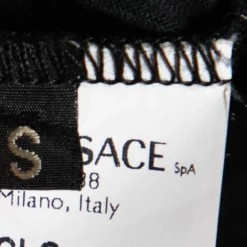 S
SACE SpA
38
Milano, Italy